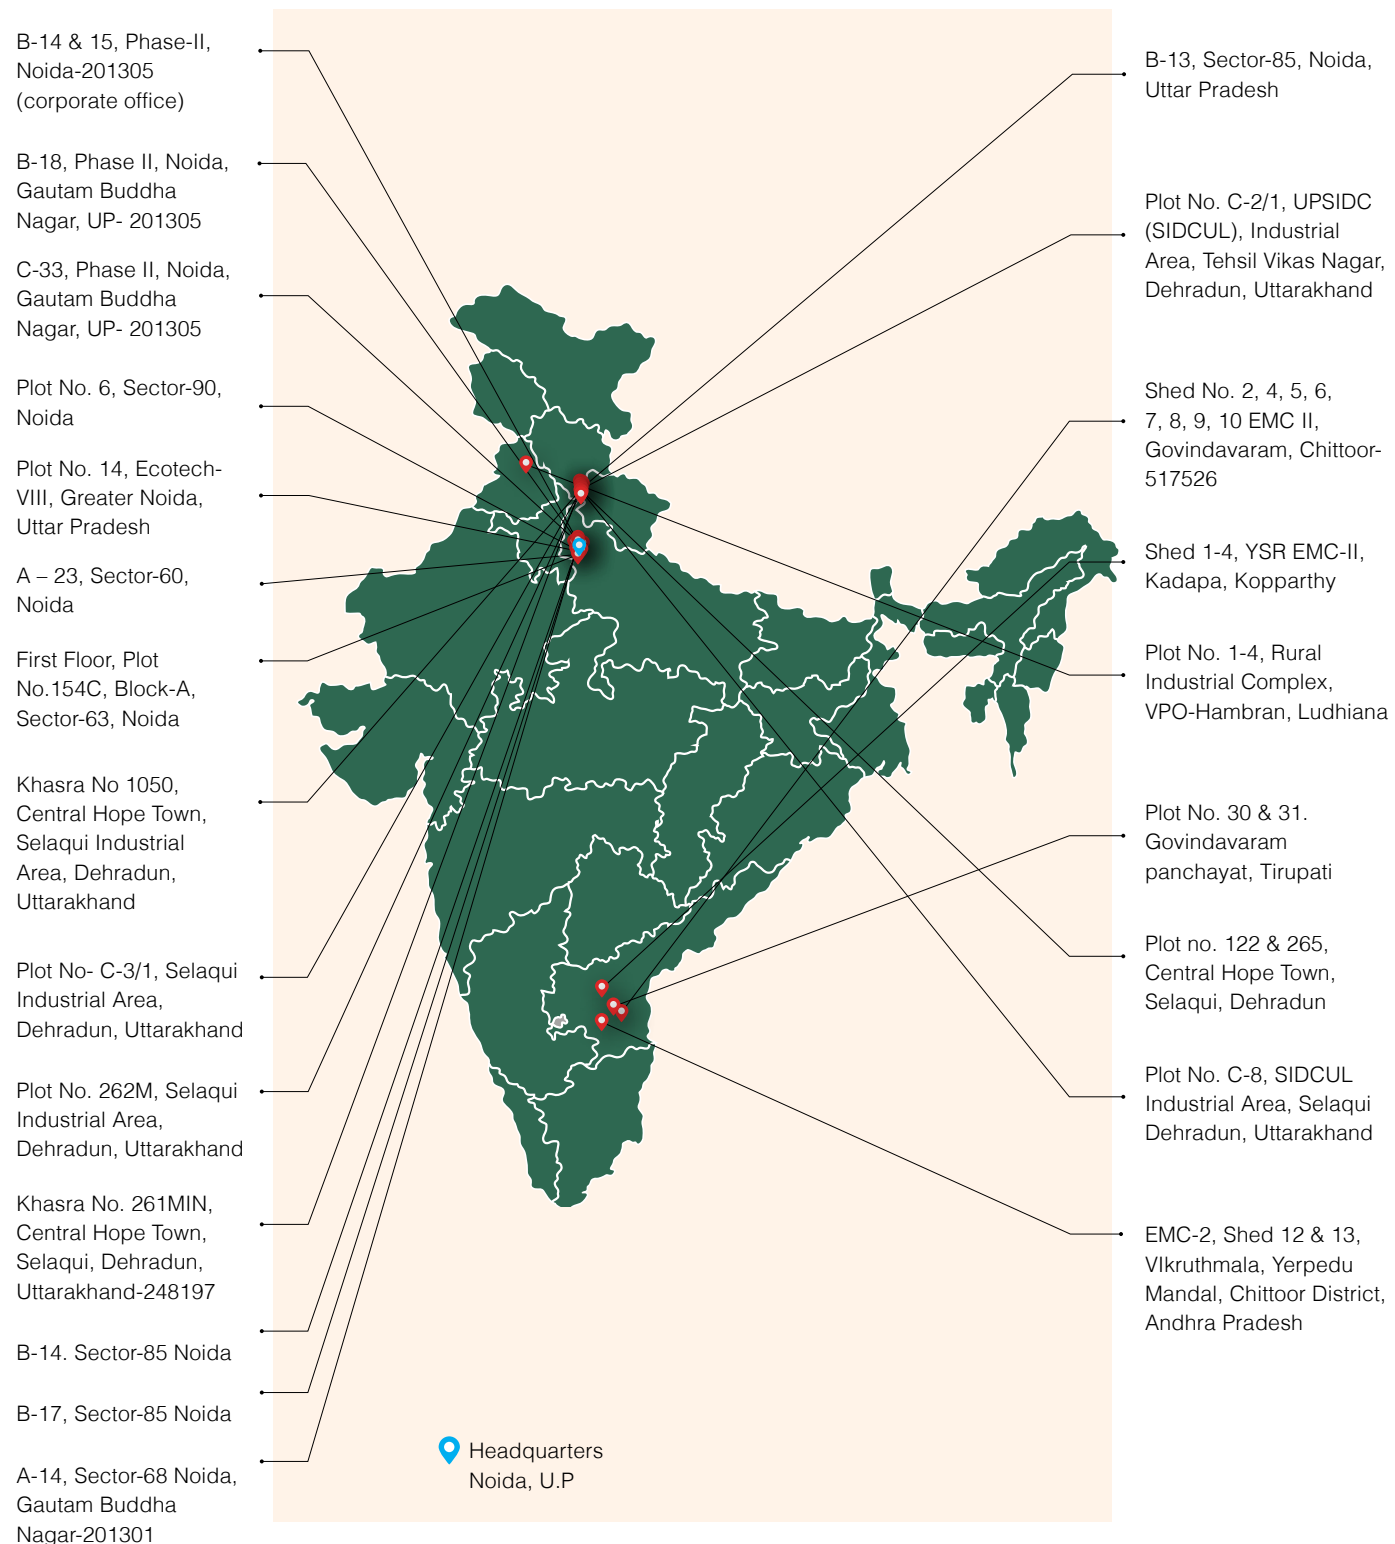 B-14 & 15, Phase-II,
Noida-201305
(corporate office)
B-18, Phase II, Noida,
Gautam Buddha
Nagar, UP- 201305
C-33, Phase II, Noida,
Gautam Buddha
Nagar, UP- 201305
Plot No. 6, Sector-90,
Noida
Plot No. 14, Ecotech-
VIII, Greater Noida,
Uttar Pradesh
A – 23, Sector-60,
Noida
First Floor, Plot
No.154C, Block-A,
Sector-63, Noida
Khasra No 1050,
Central Hope Town,
Selaqui Industrial
Area, Dehradun,
Uttarakhand
Plot No- C-3/1, Selaqui
Industrial Area,
Dehradun, Uttarakhand
Plot No. 262M, Selaqui
Industrial Area,
Dehradun, Uttarakhand
Khasra No. 261MIN,
Central Hope Town,
Selaqui, Dehradun,
Uttarakhand-248197
B-14. Sector-85 Noida
B-17, Sector-85 Noida
A-14, Sector-68 Noida,
Gautam Buddha
Nagar-201301
Headquarters
Noida, U.P
B-13, Sector-85, Noida,
Uttar Pradesh
Plot No. C-2/1, UPSIDC
(SIDCUL), Industrial
Area, Tehsil Vikas Nagar,
Dehradun, Uttarakhand
Shed No. 2, 4, 5, 6,
7, 8, 9, 10 EMC II,
Govindavaram, Chittoor-
517526
Shed 1-4, YSR EMC-II,
Kadapa, Kopparthy
Plot No. 1-4, Rural
Industrial Complex,
VPO-Hambran, Ludhiana
Plot No. 30 & 31.
Govindavaram
panchayat, Tirupati
Plot no. 122 & 265,
Central Hope Town,
Selaqui, Dehradun
Plot No. C-8, SIDCUL
Industrial Area, Selaqui
Dehradun, Uttarakhand
EMC-2, Shed 12 & 13,
VIkruthmala, Yerpedu
Mandal, Chittoor District,
Andhra Pradesh